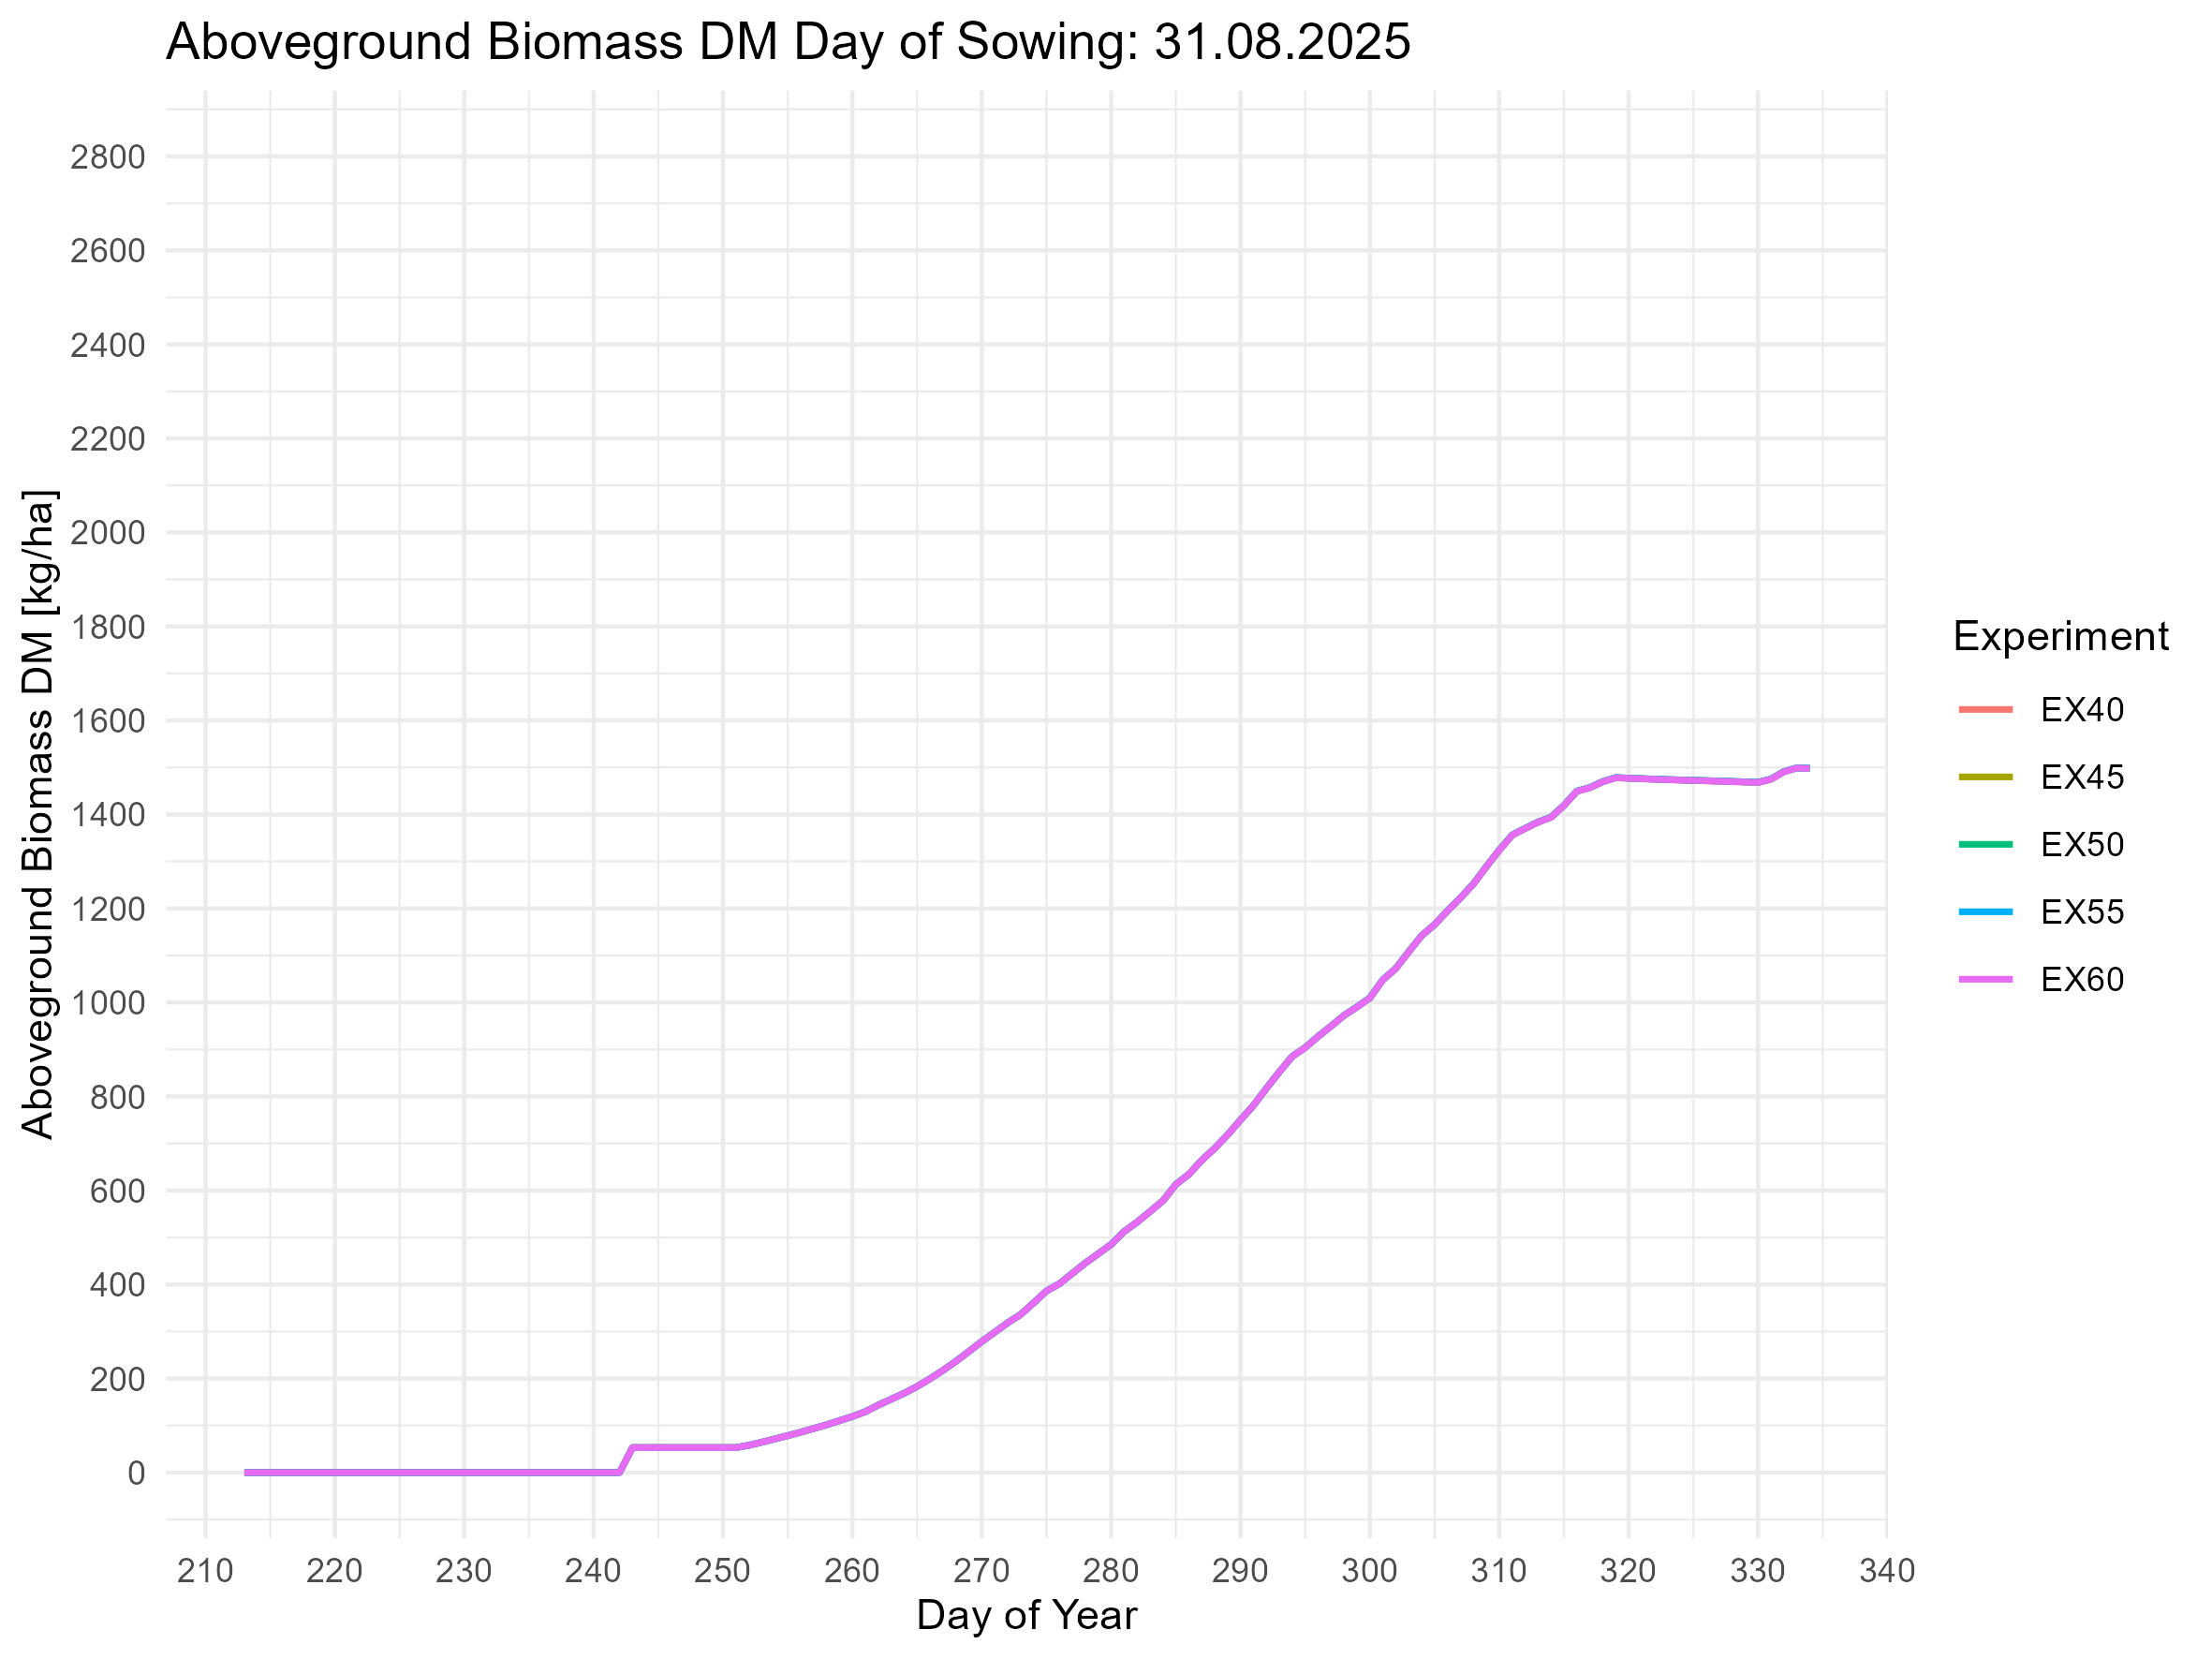 Aboveground Biomass DM Day of Sowing: 31.08.2025
Aboveground Biomass DM [kg/ha]
2800
2600
2400
2200
2000
1800
1600
1400
1200
1000
800
600
400
200
0
210 220 230 240 250 260 270 280 290 300 310 320 330 340
Day of Year
Experiment
EX40
EX45
EX50
EX55
EX60